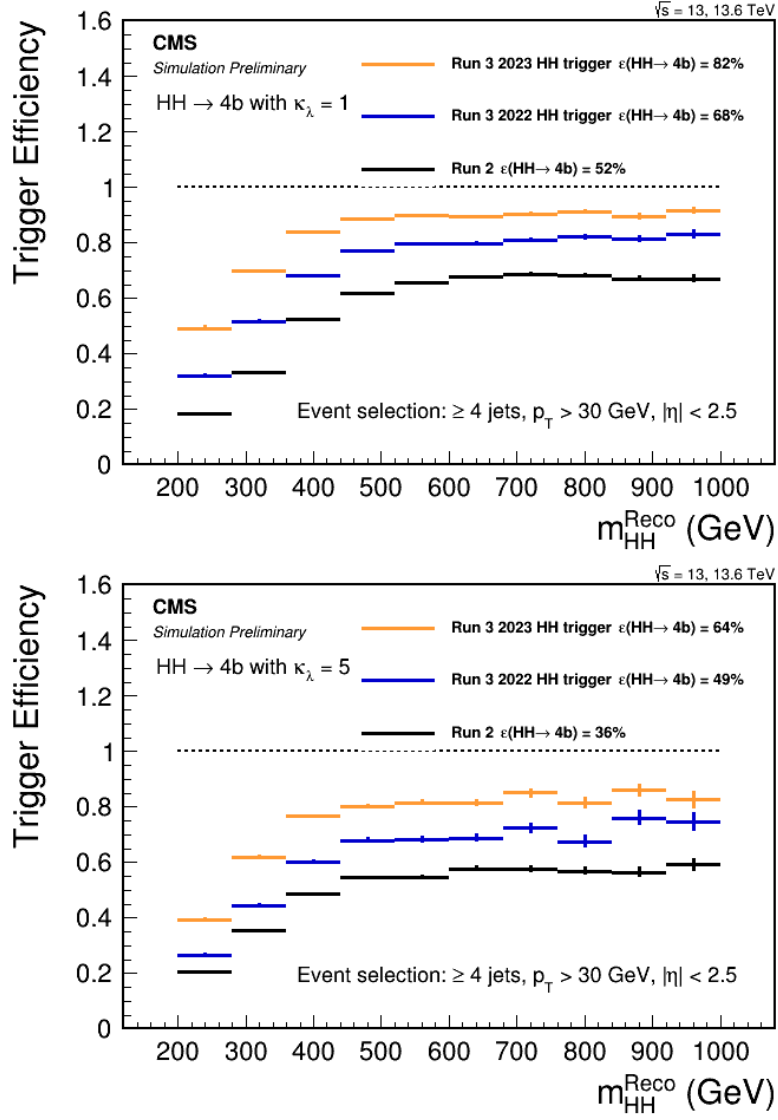 √s = 13, 13.6 TeV
1.6
CMS
Simulation Preliminary
HH → 4b with κλ = 1
Run 3 2023 HH trigger ε(HH→ 4b) = 82%
Run 3 2022 HH trigger ε(HH→ 4b) = 68%
Run 2 ε(HH→ 4b) = 52%
1.4
1.2
1
0.8
0.6
0.4
0.2
0
Trigger Efficiency
Event selection: ≥ 4 jets, pT > 30 GeV, |η| < 2.5
200 300 400 500 600 700 800 900 1000
mHH^Reco (GeV)
√s = 13, 13.6 TeV
1.6
CMS
Simulation Preliminary
HH → 4b with κλ = 5
Run 3 2023 HH trigger ε(HH→ 4b) = 64%
Run 3 2022 HH trigger ε(HH→ 4b) = 49%
Run 2 ε(HH→ 4b) = 36%
1.4
1.2
1
0.8
0.6
0.4
0.2
0
Trigger Efficiency
Event selection: ≥ 4 jets, pT > 30 GeV, |η| < 2.5
200 300 400 500 600 700 800 900 1000
mHH^Reco (GeV)